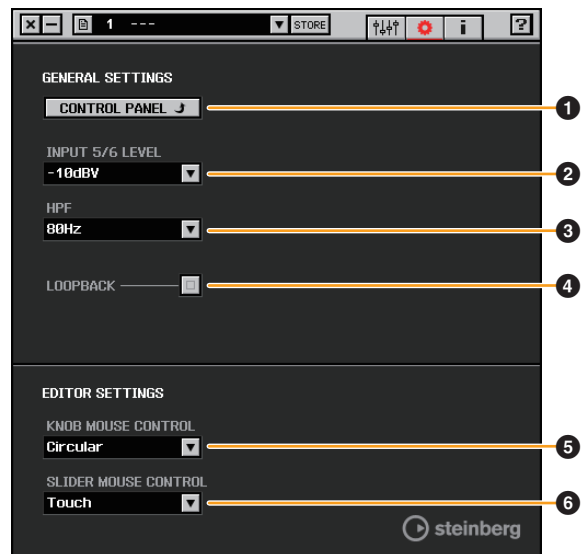 1 ---
STORE
i
?
GENERAL SETTINGS
CONTROL PANEL
1
INPUT 5/6 LEVEL
-10dBV
2
HPF
80Hz
3
LOOPBACK
4
EDITOR SETTINGS
KNOB MOUSE CONTROL
Circular
5
SLIDER MOUSE CONTROL
Touch
6
steinberg